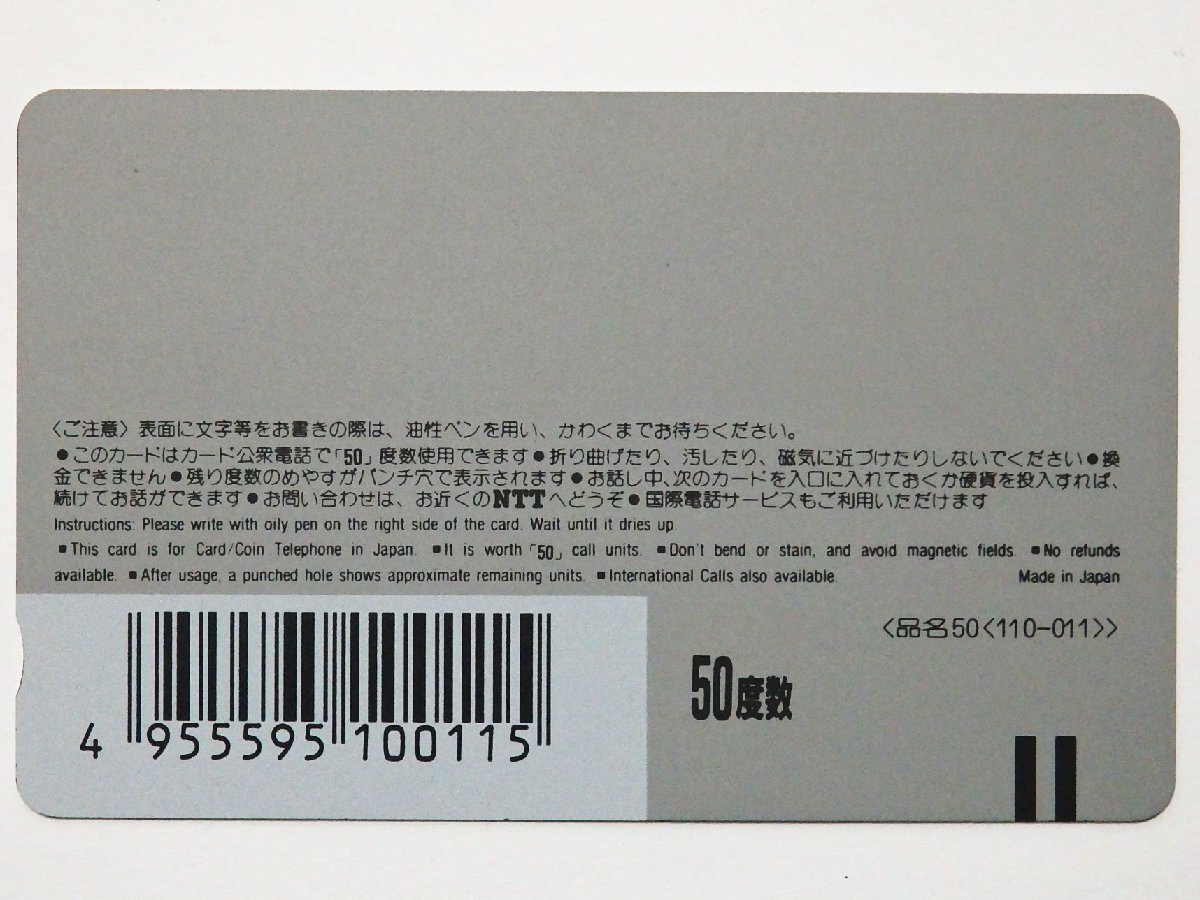 〈ご注意〉表面に文字等をお書きの際は、油性ペンを用い、かわくまでお待ちください。
●このカードはカード公衆電話で「50」度数使用できます●折り曲げたり、汚したり、磁気に近づけたりしないでください●換
金できません●残り度数のめやすがパンチ穴で表示されます●お話し中、次のカードを入口に入れておくか硬貨を投入すれば、
続けてお話ができます●お問い合わせは、お近くのNTTへどうぞ●国際電話サービスもご利用いただけます
Instructions: Please write with oily pen on the right side of the card. Wait until it dries up.
■This card is for Card/Coin Telephone in Japan. ■It is worth「50」call units. ■Don't bend or stain, and avoid magnetic fields. ■No refunds
available. ■After usage, a punched hole shows approximate remaining units. ■International Calls also available. Made in Japan
〈品名50〈110-011〉〉
50度数
4 955595 100115